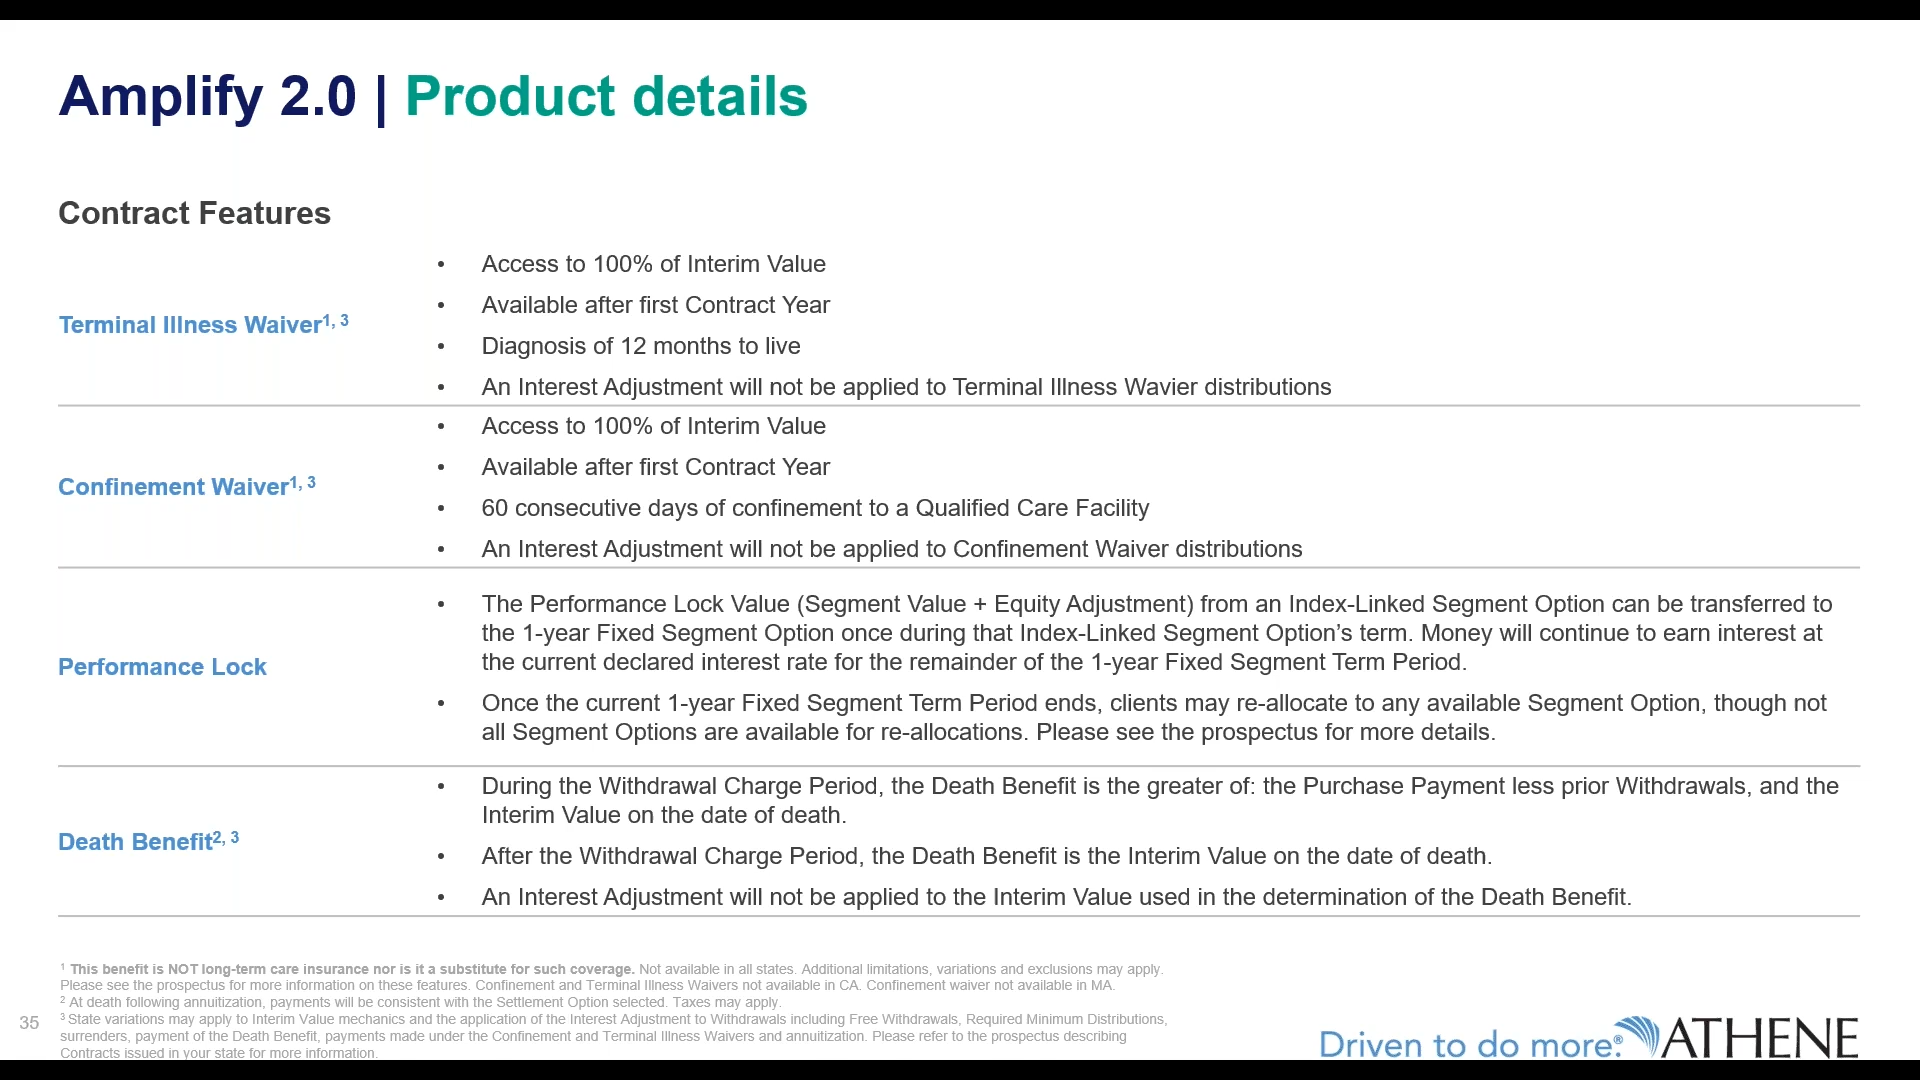 Amplify 2.0 | Product details
Contract Features
Terminal Illness Waiver1, 3
• Access to 100% of Interim Value
• Available after first Contract Year
• Diagnosis of 12 months to live
• An Interest Adjustment will not be applied to Terminal Illness Wavier distributions
Confinement Waiver1, 3
• Access to 100% of Interim Value
• Available after first Contract Year
• 60 consecutive days of confinement to a Qualified Care Facility
• An Interest Adjustment will not be applied to Confinement Waiver distributions
Performance Lock
• The Performance Lock Value (Segment Value + Equity Adjustment) from an Index-Linked Segment Option can be transferred to
the 1-year Fixed Segment Option once during that Index-Linked Segment Option’s term. Money will continue to earn interest at
the current declared interest rate for the remainder of the 1-year Fixed Segment Term Period.
• Once the current 1-year Fixed Segment Term Period ends, clients may re-allocate to any available Segment Option, though not
all Segment Options are available for re-allocations. Please see the prospectus for more details.
Death Benefit2, 3
• During the Withdrawal Charge Period, the Death Benefit is the greater of: the Purchase Payment less prior Withdrawals, and the
Interim Value on the date of death.
• After the Withdrawal Charge Period, the Death Benefit is the Interim Value on the date of death.
• An Interest Adjustment will not be applied to the Interim Value used in the determination of the Death Benefit.
1 This benefit is NOT long-term care insurance nor is it a substitute for such coverage. Not available in all states. Additional limitations, variations and exclusions may apply.
Please see the prospectus for more information on these features. Confinement and Terminal Illness Waivers not available in CA. Confinement waiver not available in MA.
2 At death following annuitization, payments will be consistent with the Settlement Option selected. Taxes may apply.
3 State variations may apply to Interim Value mechanics and the application of the Interest Adjustment to Withdrawals including Free Withdrawals, Required Minimum Distributions,
surrenders, payment of the Death Benefit, payments made under the Confinement and Terminal Illness Waivers and annuitization. Please refer to the prospectus describing
Contracts issued in your state for more information.
35
Driven to do more.® ATHENE